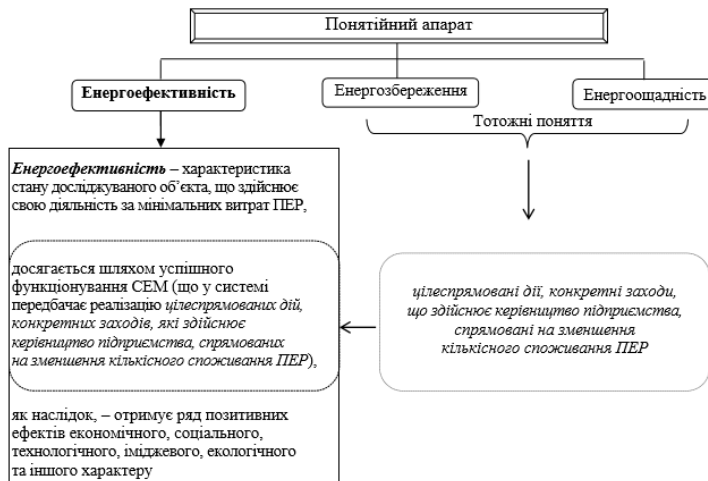 Понятійний апарат
Енергоефективність
Енергозбереження
Енергоощадність
Тотожні поняття
Енергоефективність – характеристика
стану досліджуваного об’єкта, що здійснює
свою діяльність за мінімальних витрат ПЕР,
досягається шляхом успішного
функціонування СЕМ (що у системі
передбачає реалізацію цілеспрямованих дій,
конкретних заходів, які здійснює
керівництво підприємства, спрямованих
на зменшення кількісного споживання ПЕР),
як наслідок, – отримує ряд позитивних
ефектів економічного, соціального,
технологічного, іміджевого, екологічного
та іншого характеру
цілеспрямовані дії, конкретні заходи,
що здійснює керівництво підприємства,
спрямовані на зменшення
кількісного споживання ПЕР